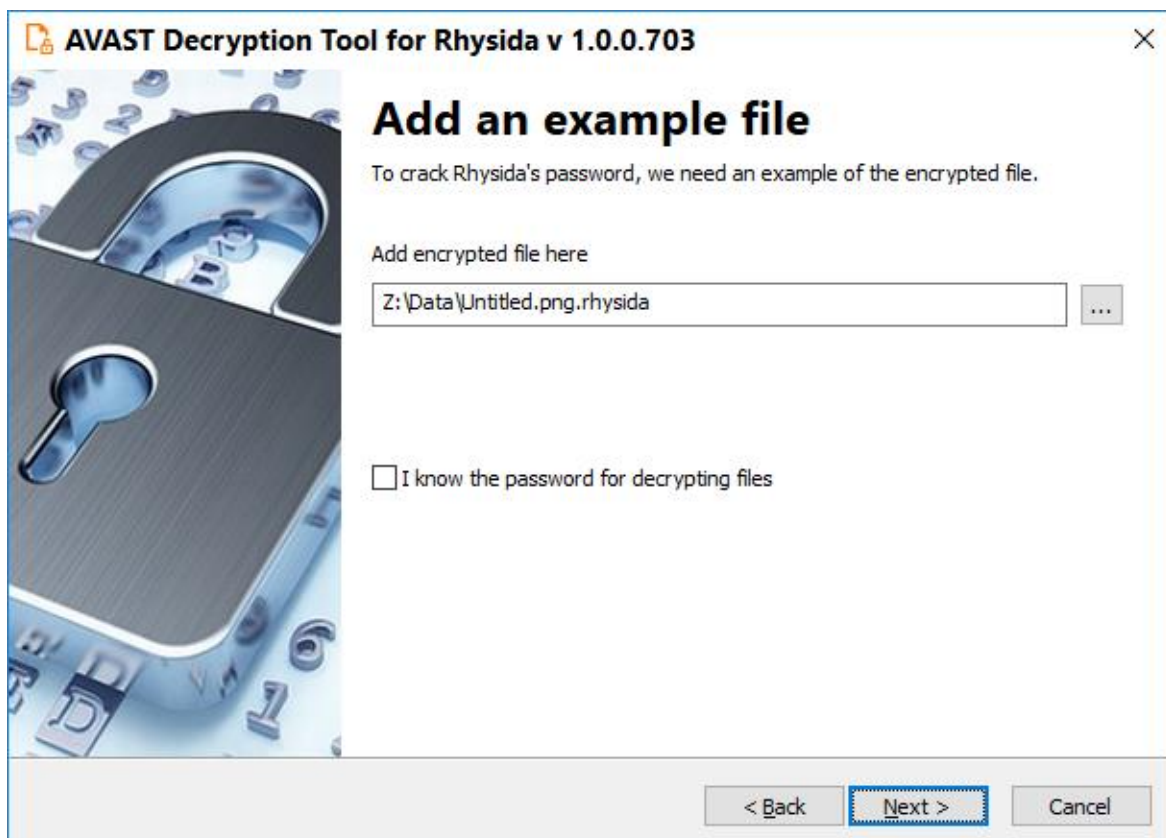 AVAST Decryption Tool for Rhysida v 1.0.0.703
Add an example file
To crack Rhysida's password, we need an example of the encrypted file.
Add encrypted file here
Z:\Data\Untitled.png.rhysida
...
I know the password for decrypting files
< Back
Next >
Cancel